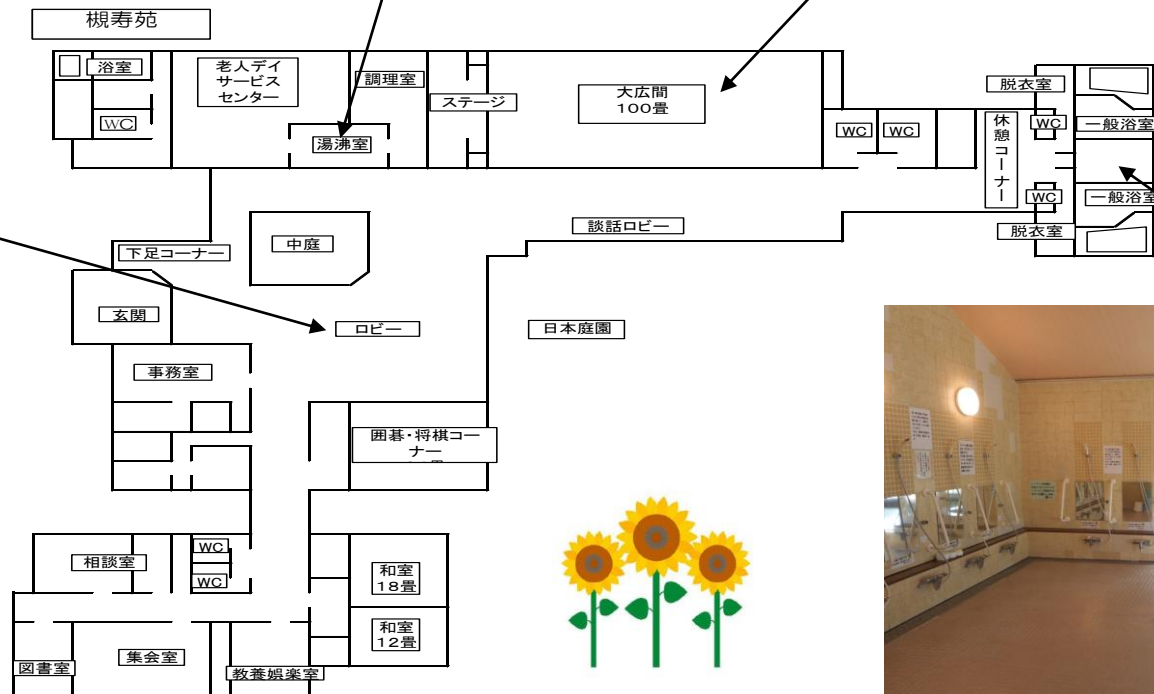 槻寿苑
浴室
WC
老人デイ
サービス
センター
調理室
湯沸室
ステージ
大広間
100畳
WC
WC
休憩コーナー
脱衣室
WC
一般浴室
WC
一般浴室
脱衣室
談話ロビー
下足コーナー
中庭
玄関
ロビー
日本庭園
事務室
囲碁・将棋コー
ナー
相談室
WC
WC
和室
18畳
和室
12畳
図書室
集会室
教養娯楽室